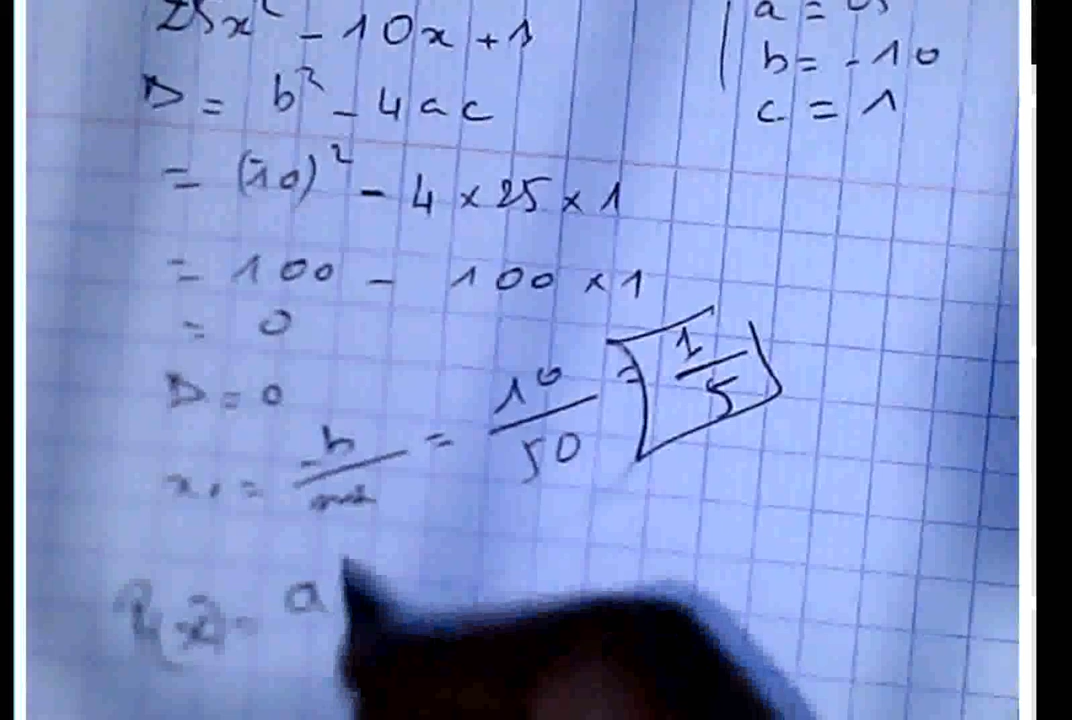 25x² - 10x + 1
a = 25
b = -10
D = b² - 4ac
c = 1
= (-10)² - 4 × 25 × 1
= 100 - 100 × 1
= 0
D = 0
x₁ = -b/ = 10/50 = 1/5
= a